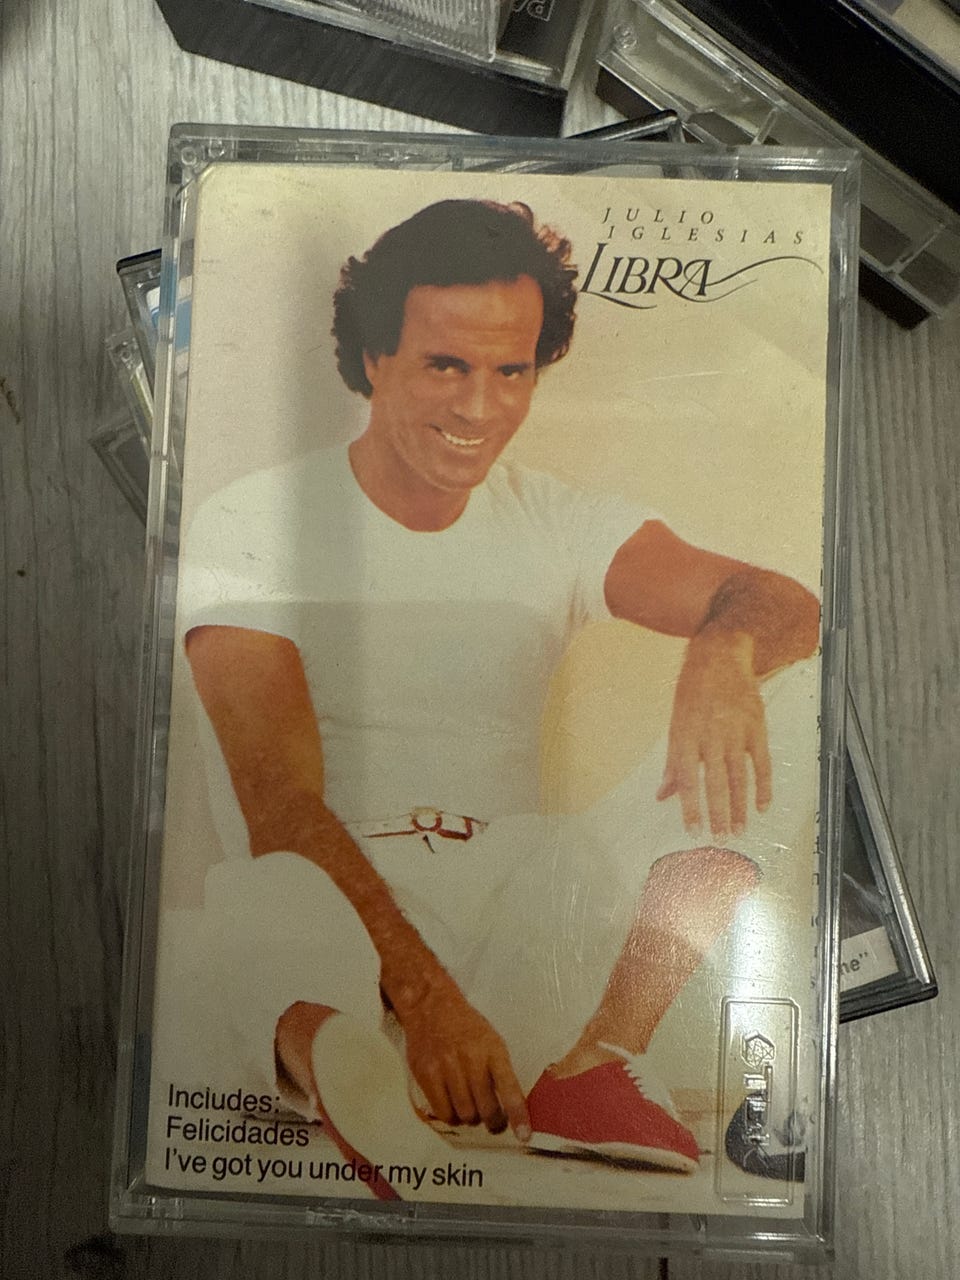 JULIO
IGLESIAS
LIBRA
Includes:
Felicidades
I've got you under my skin